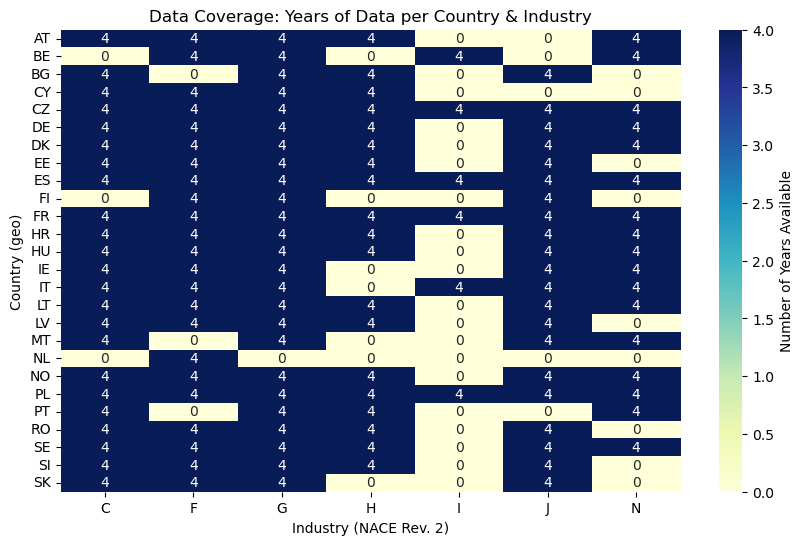 Data Coverage: Years of Data per Country & Industry
AT 4 4 4 4 0 0 4
BE 0 4 4 0 4 0 4
BG 4 0 4 4 0 4 0
CY 4 4 4 4 0 0 0
CZ 4 4 4 4 4 4 4
DE 4 4 4 4 0 4 4
DK 4 4 4 4 0 4 4
EE 4 4 4 4 0 4 0
ES 4 4 4 4 4 4 4
FI 0 4 4 0 0 4 0
FR 4 4 4 4 4 4 4
HR 4 4 4 4 0 4 4
HU 4 4 4 4 0 4 4
IE 4 4 4 0 0 4 4
IT 4 4 4 0 4 4 4
LT 4 4 4 4 0 4 4
LV 4 4 4 4 0 4 0
MT 4 0 4 0 0 4 4
NL 0 4 0 0 0 0 0
NO 4 4 4 4 0 4 4
PL 4 4 4 4 4 4 4
PT 4 0 4 4 0 0 4
RO 4 4 4 4 0 4 0
SE 4 4 4 4 0 4 4
SI 4 4 4 4 0 4 0
SK 4 4 4 0 0 4 0
C F G H I J N
Industry (NACE Rev. 2)
Country (geo)
4.0
3.5
3.0
2.5
2.0
1.5
1.0
0.5
0.0
Number of Years Available